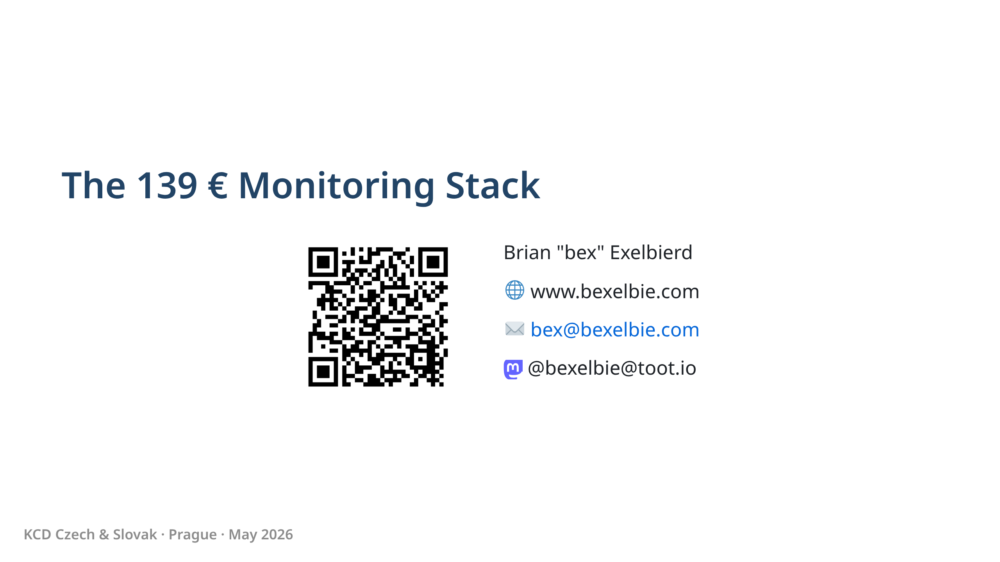 The 139 € Monitoring Stack
Brian "bex" Exelbierd
www.bexelbie.com
bex@bexelbie.com
@bexelbie@toot.io
KCD Czech & Slovak · Prague · May 2026